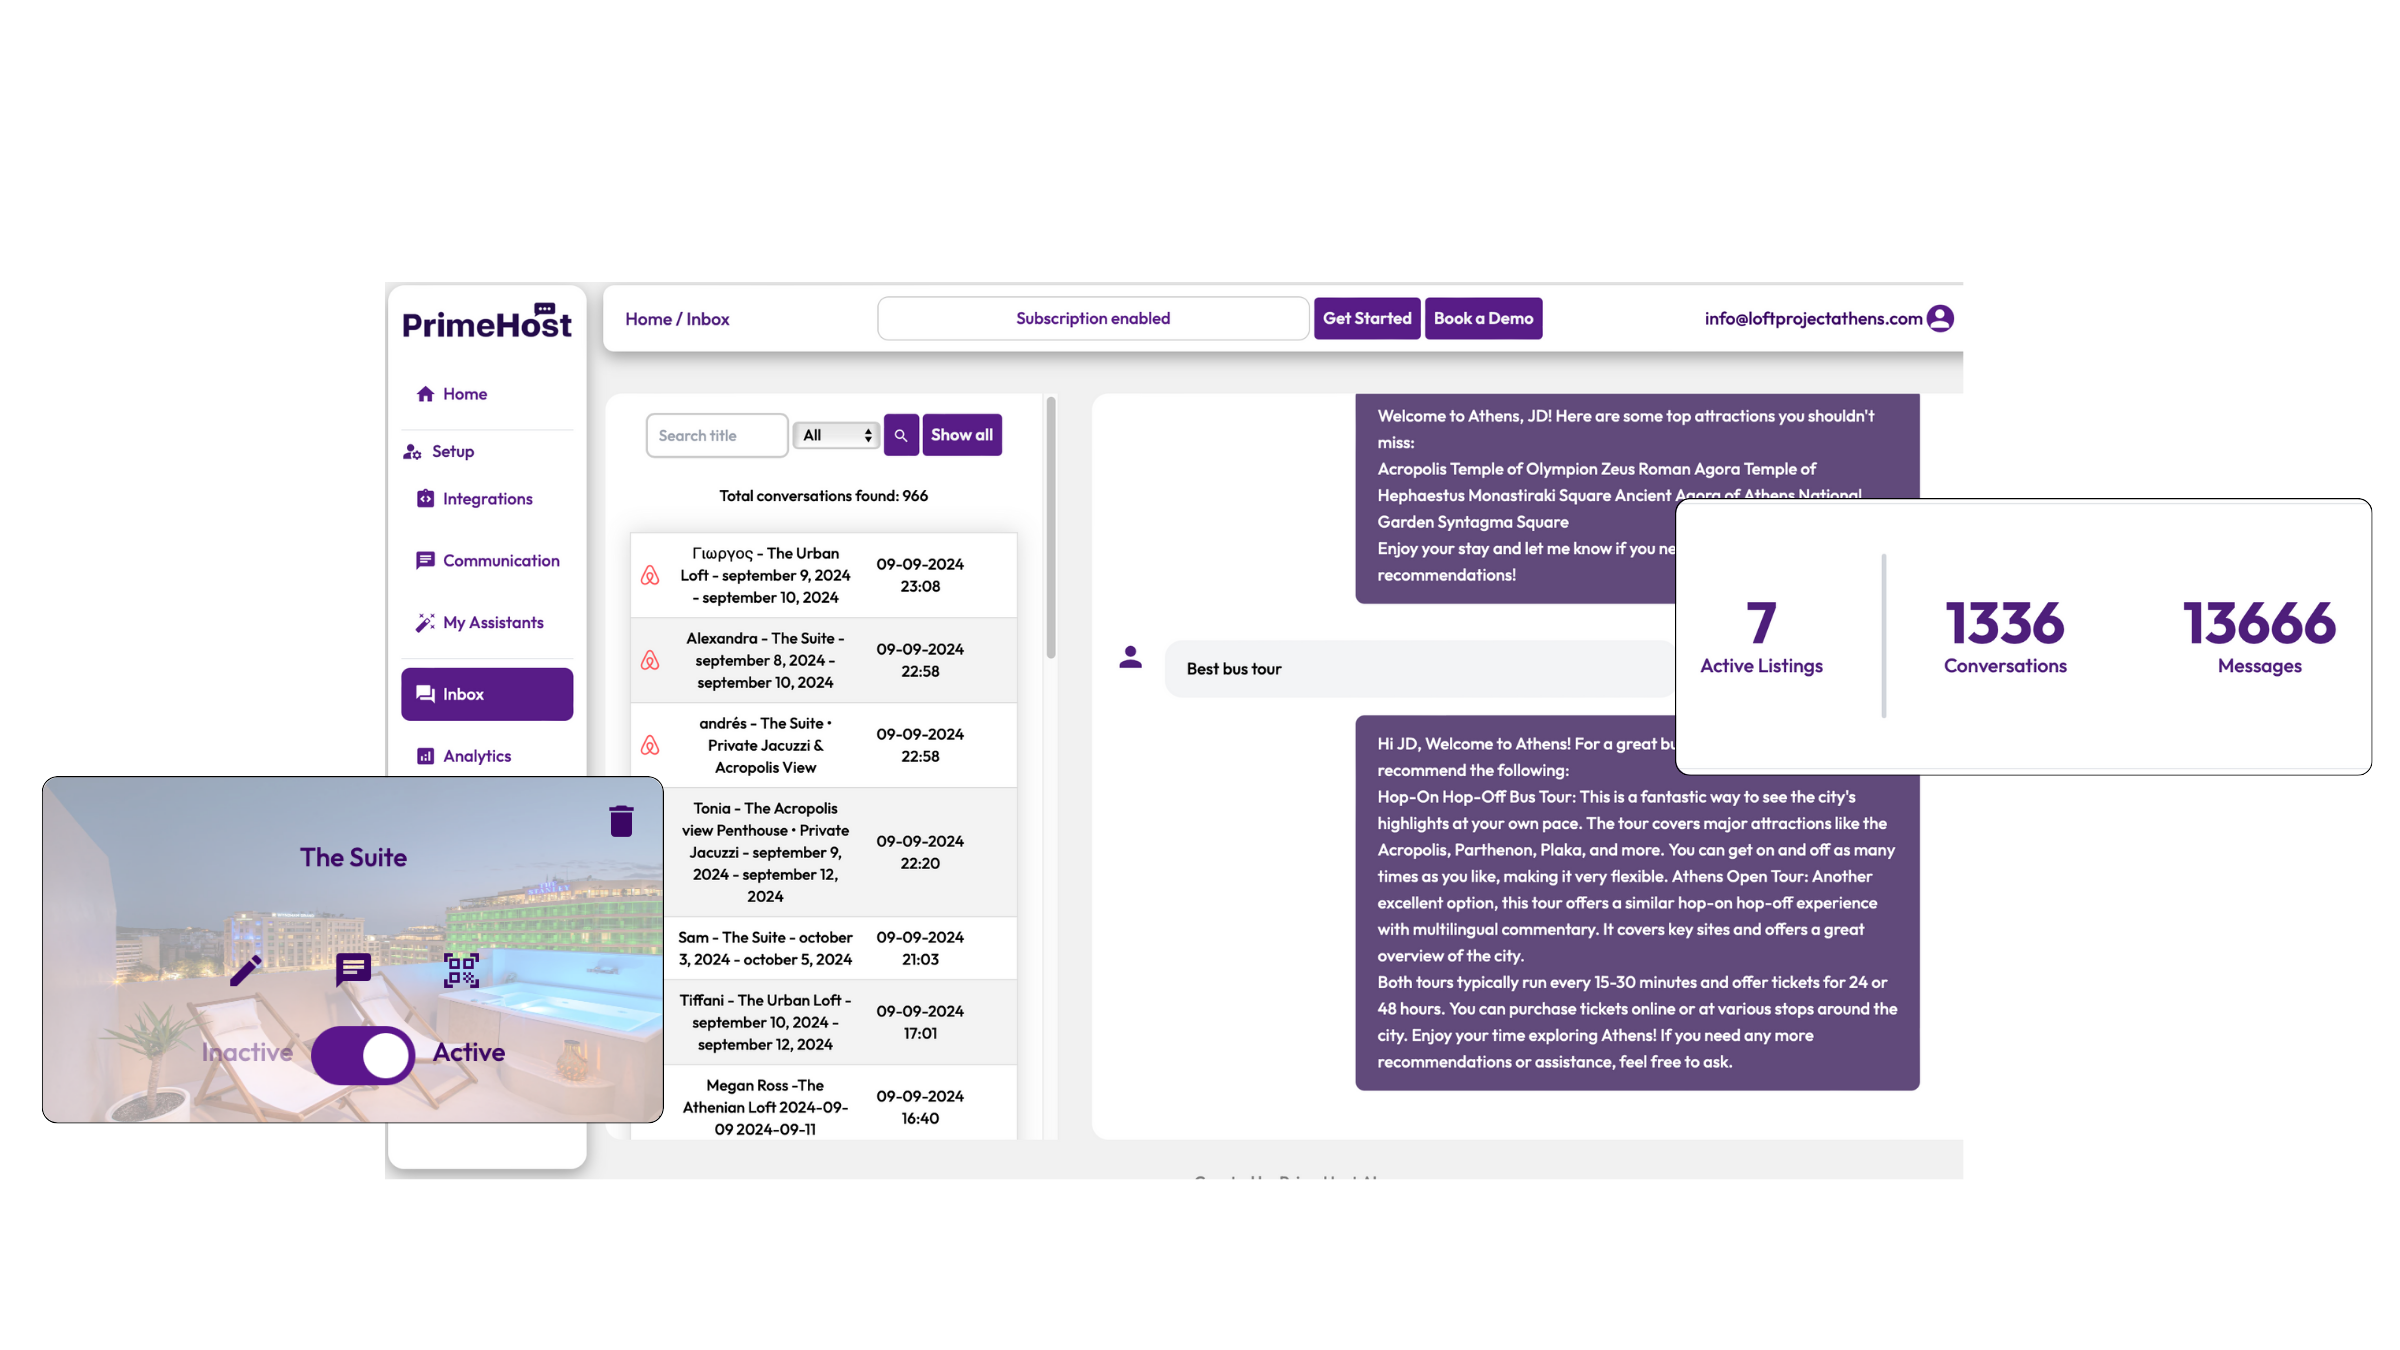 PrimeHost
Home
Setup
Integrations
Communication
My Assistants
Inbox
Analytics
Home / Inbox
Subscription enabled
Get Started
Book a Demo
info@loftprojectathens.com
Search title
All
Show all
Total conversations found: 966
Γιωργος - The Urban
Loft - september 9, 2024
- september 10, 2024
09-09-2024
23:08
Alexandra - The Suite -
september 8, 2024 -
september 10, 2024
09-09-2024
22:58
andrés - The Suite •
Private Jacuzzi &
Acropolis View
09-09-2024
22:58
Tonia - The Acropolis
view Penthouse • Private
Jacuzzi - september 9,
2024 - september 12,
2024
09-09-2024
22:20
Sam - The Suite - october
3, 2024 - october 5, 2024
09-09-2024
21:03
Tiffani - The Urban Loft -
september 10, 2024 -
september 12, 2024
09-09-2024
17:01
Megan Ross -The
Athenian Loft 2024-09-
09 2024-09-11
09-09-2024
16:40
Welcome to Athens, JD! Here are some top attractions you shouldn't
miss:
Acropolis Temple of Olympion Zeus Roman Agora Temple of
Hephaestus Monastiraki Square Ancient Agora of Athens National
Garden Syntagma Square
Enjoy your stay and let me know if you ne
recommendations!
Best bus tour
Hi JD, Welcome to Athens! For a great bu
recommend the following:
Hop-On Hop-Off Bus Tour: This is a fantastic way to see the city's
highlights at your own pace. The tour covers major attractions like the
Acropolis, Parthenon, Plaka, and more. You can get on and off as many
times as you like, making it very flexible. Athens Open Tour: Another
excellent option, this tour offers a similar hop-on hop-off experience
with multilingual commentary. It covers key sites and offers a great
overview of the city.
Both tours typically run every 15-30 minutes and offer tickets for 24 or
48 hours. You can purchase tickets online or at various stops around the
city. Enjoy your time exploring Athens! If you need any more
recommendations or assistance, feel free to ask.
7
Active Listings
1336
Conversations
13666
Messages
The Suite
Inactive
Active